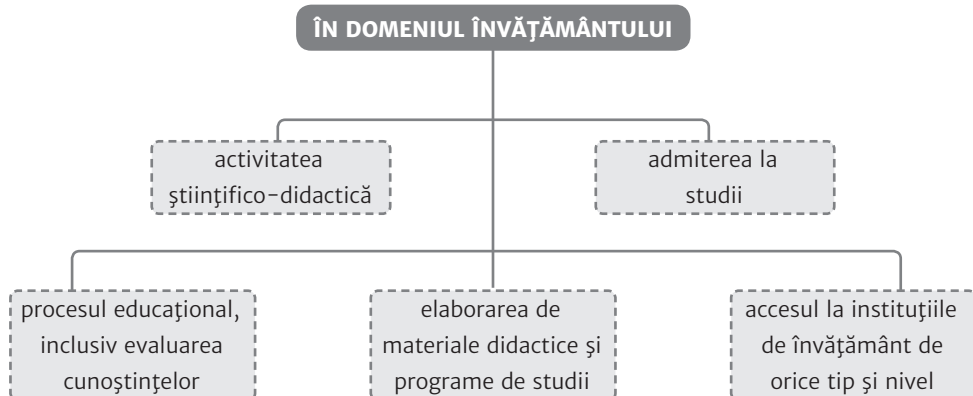 ÎN DOMENIUL ÎNVĂŢĂMÂNTULUI
activitatea
ştiinţifico-didactică
admiterea la
studii
procesul educaţional,
inclusiv evaluarea
cunoştinţelor
elaborarea de
materiale didactice şi
programe de studii
accesul la instituţiile
de învăţământ de
orice tip şi nivel